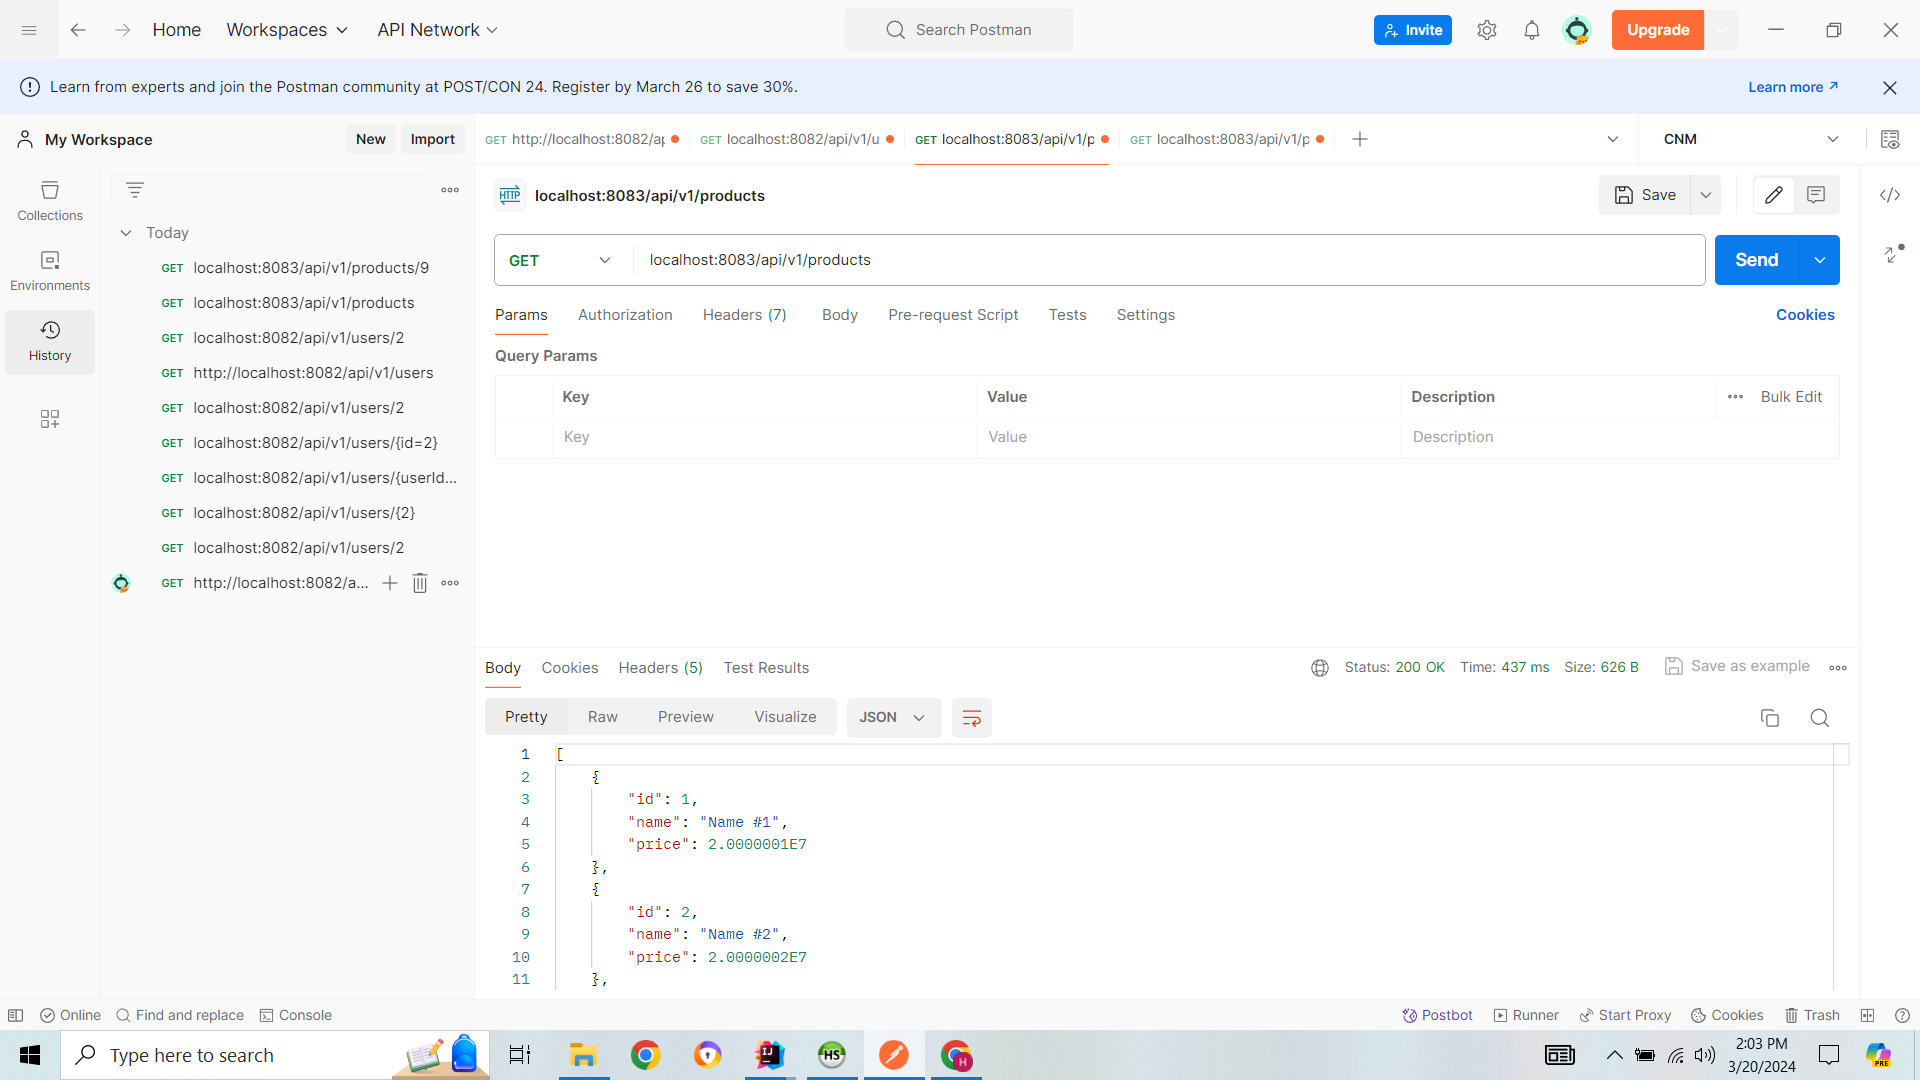 Home Workspaces API Network Search Postman Invite Upgrade
Learn from experts and join the Postman community at POST/CON 24. Register by March 26 to save 30%. Learn more
My Workspace New Import GET http://localhost:8082/ap GET localhost:8082/api/v1/u GET localhost:8083/api/v1/p GET localhost:8083/api/v1/p CNM
Collections
Environments
History
Today
GET localhost:8083/api/v1/products/9
GET localhost:8083/api/v1/products
GET localhost:8082/api/v1/users/2
GET http://localhost:8082/api/v1/users
GET localhost:8082/api/v1/users/2
GET localhost:8082/api/v1/users/{id=2}
GET localhost:8082/api/v1/users/{userId...
GET localhost:8082/api/v1/users/{2}
GET localhost:8082/api/v1/users/2
GET http://localhost:8082/a...
HTTP localhost:8083/api/v1/products Save
GET localhost:8083/api/v1/products Send
Params Authorization Headers (7) Body Pre-request Script Tests Settings Cookies
Query Params
Key Value Description Bulk Edit
Key Value Description
Body Cookies Headers (5) Test Results Status: 200 OK Time: 437 ms Size: 626 B Save as example
Pretty Raw Preview Visualize JSON
1 [
2 {
3 "id": 1,
4 "name": "Name #1",
5 "price": 2.0000001E7
6 },
7 {
8 "id": 2,
9 "name": "Name #2",
10 "price": 2.0000002E7
11 },
Online Find and replace Console Postbot Runner Start Proxy Cookies Trash
Type here to search IJ HS H 2:03 PM PRE
3/20/2024